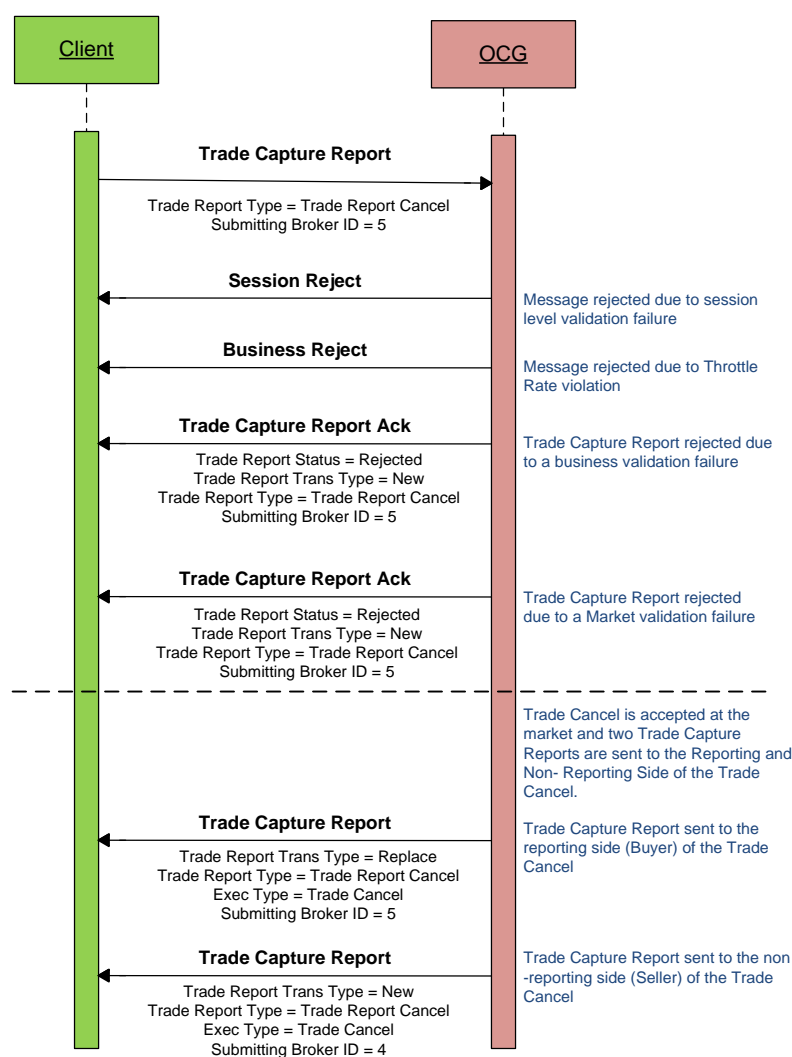 Client
OCG
Trade Capture Report
Trade Report Type = Trade Report Cancel
Submitting Broker ID = 5
Session Reject
Message rejected due to session
level validation failure
Business Reject
Message rejected due to Throttle
Rate violation
Trade Capture Report Ack
Trade Capture Report rejected due
to a business validation failure
Trade Report Status = Rejected
Trade Report Trans Type = New
Trade Report Type = Trade Report Cancel
Submitting Broker ID = 5
Trade Capture Report Ack
Trade Capture Report rejected
due to a Market validation failure
Trade Report Status = Rejected
Trade Report Trans Type = New
Trade Report Type = Trade Report Cancel
Submitting Broker ID = 5
Trade Cancel is accepted at the
market and two Trade Capture
Reports are sent to the Reporting and
Non- Reporting Side of the Trade
Cancel.
Trade Capture Report
Trade Capture Report sent to the
reporting side (Buyer) of the Trade
Cancel
Trade Report Trans Type = Replace
Trade Report Type = Trade Report Cancel
Exec Type = Trade Cancel
Submitting Broker ID = 5
Trade Capture Report
Trade Capture Report sent to the non
-reporting side (Seller) of the Trade
Cancel
Trade Report Trans Type = New
Trade Report Type = Trade Report Cancel
Exec Type = Trade Cancel
Submitting Broker ID = 4